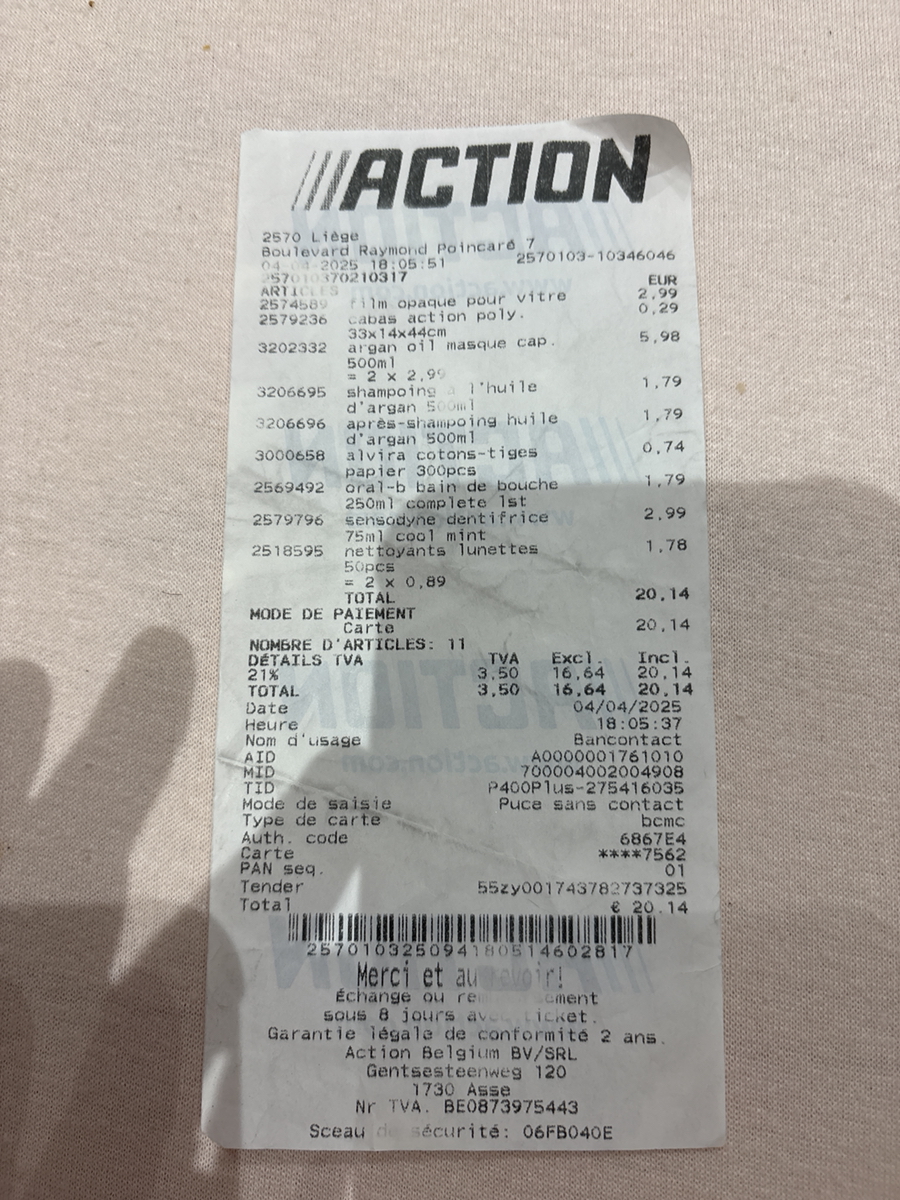 ACTION
2570 Liège
Boulevard Raymond Poincaré 7
04-04-2025 18:05:51 2570103-10346046
257010370210317
ARTICLES EUR
2574589 film opaque pour vitre 2,99
2579236 cabas action poly. 0,29
33x14x44cm
3202332 argan oil masque cap. 5,98
500ml
= 2 x 2,99
3206695 shampoing à l'huile 1,79
d'argan 500ml
3206696 après-shampoing huile 1,79
d'argan 500ml
3000658 alvira cotons-tiges 0,74
papier 300pcs
2569492 oral-b bain de bouche 1,79
250ml complete 1st
2579796 sensodyne dentifrice 2,99
75ml cool mint
2518595 nettoyants lunettes 1,78
50pcs
= 2 x 0,89
TOTAL 20,14
MODE DE PAIEMENT
Carte 20,14
NOMBRE D'ARTICLES: 11
DÉTAILS TVA TVA Excl. Incl.
21% 3,50 16,64 20,14
TOTAL 3,50 16,64 20,14
Date 04/04/2025
Heure 18:05:37
Nom d'usage Bancontact
AID A0000001761010
MID 700004002004908
TID P400Plus-275416035
Mode de saisie Puce sans contact
Type de carte bcmc
Auth. code 6867E4
Carte ****7562
PAN seq. 01
Tender 55zy001743782737325
Total € 20.14
257010325094180514602817
Merci et au revoir!
Échange ou
sous 8 jours avec ticket.
Garantie légale de conformité 2 ans.
Action Belgium BV/SRL
Gentsesteenweg 120
1730 Asse
Nr TVA. BE0873975443
Sceau de sécurité: 06FB040E